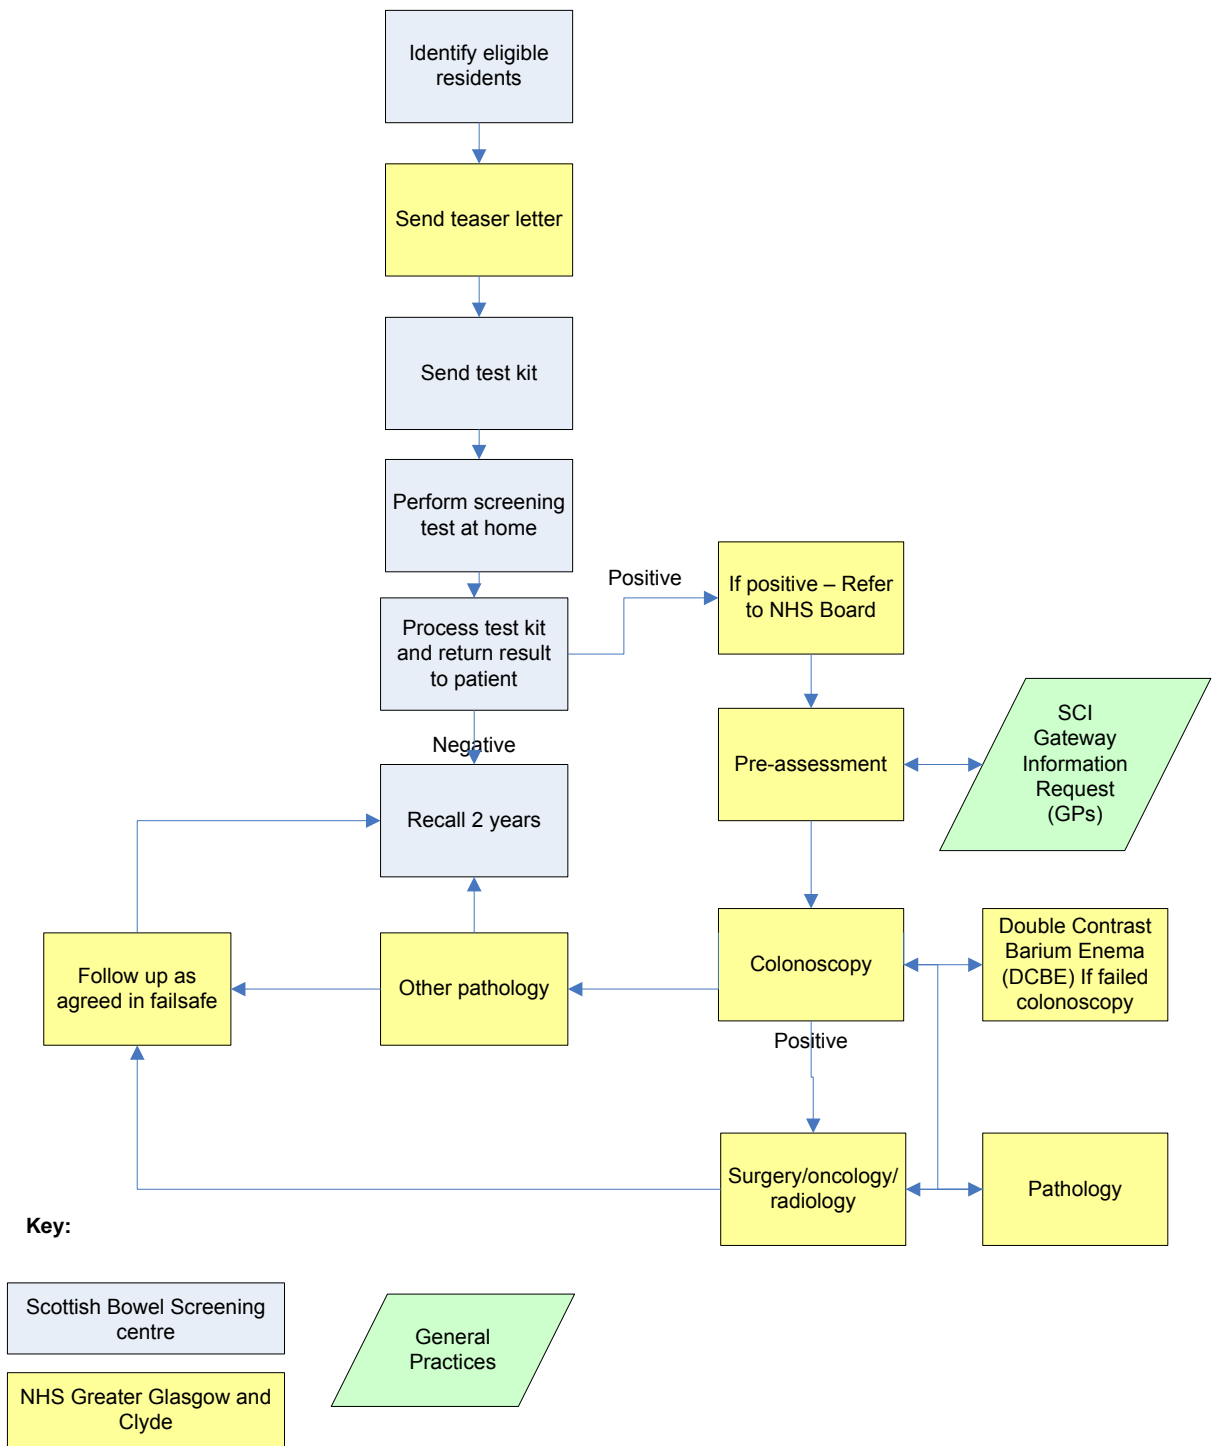 Identify eligible
residents
Send teaser letter
Send test kit
Perform screening
test at home
Positive
If positive – Refer
to NHS Board
Process test kit
and return result
to patient
SCI
Gateway
Information
Request
(GPs)
Negative
Pre-assessment
Recall 2 years
Double Contrast
Barium Enema
(DCBE) If failed
colonoscopy
Colonoscopy
Other pathology
Follow up as
agreed in failsafe
Positive
Surgery/oncology/
radiology
Pathology
Key:
Scottish Bowel Screening
centre
General
Practices
NHS Greater Glasgow and
Clyde